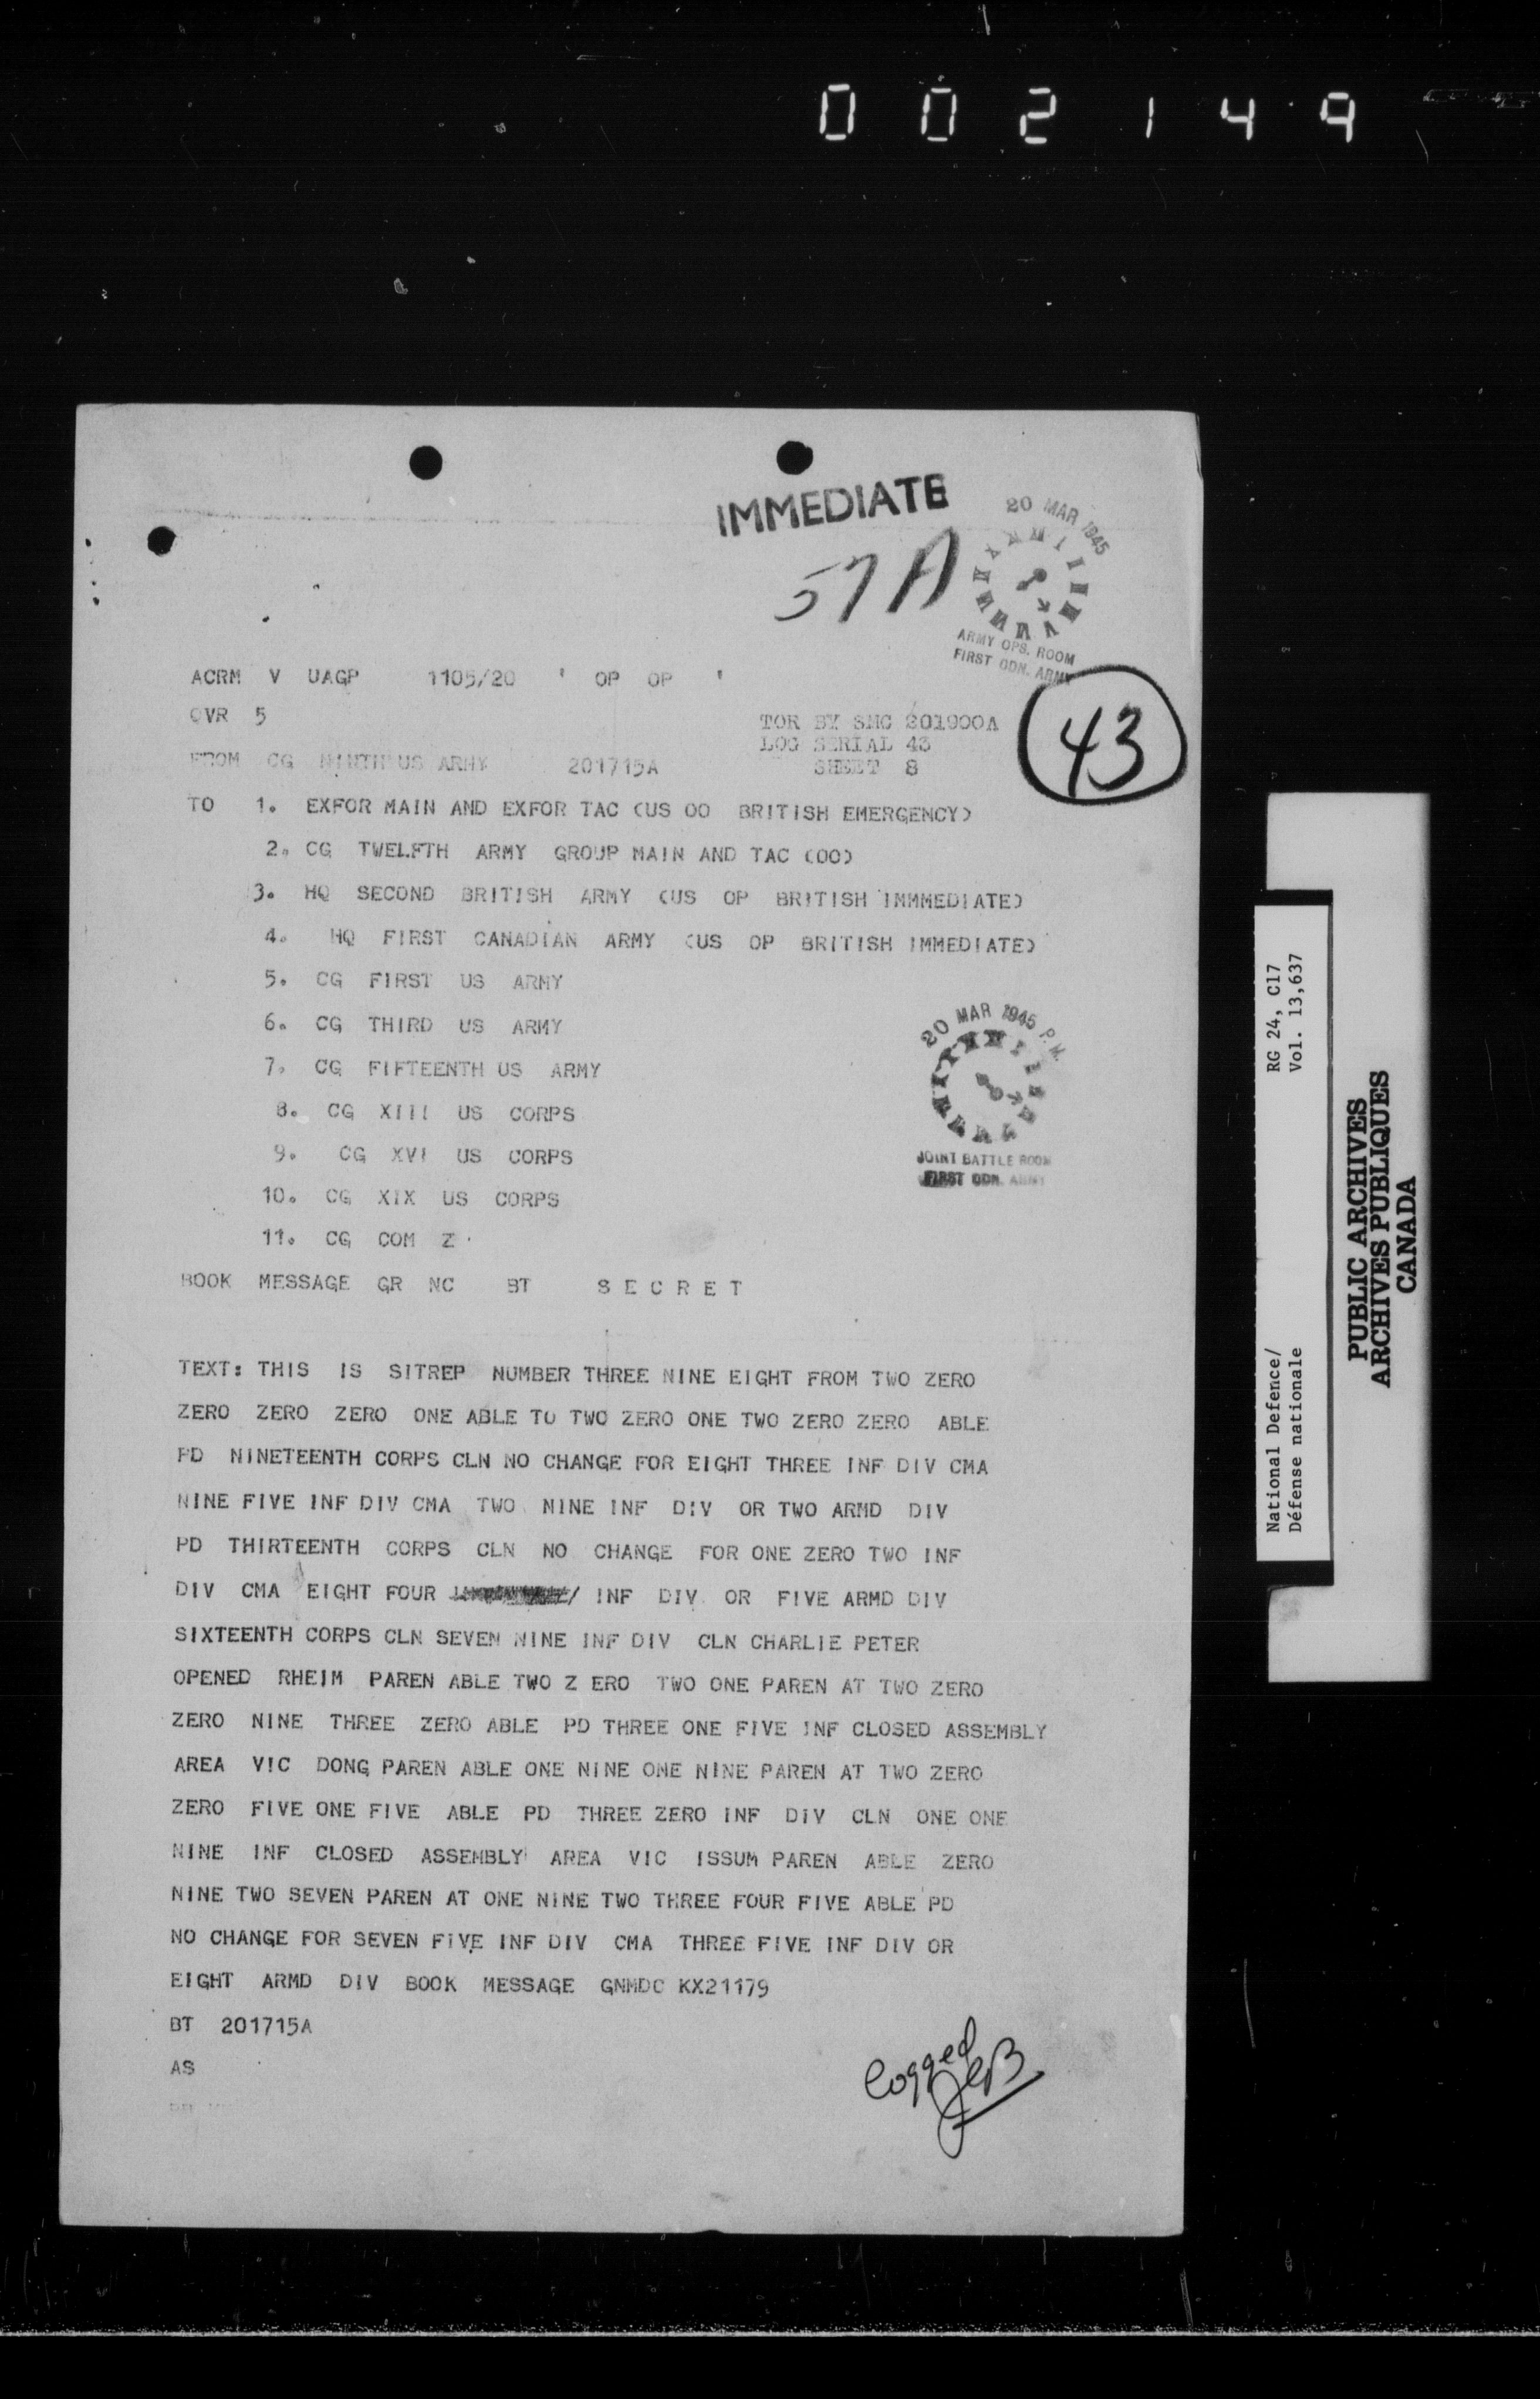 002149
IMMEDIATE
57A
20 MAR 1945
ARMY OPS. ROOM
FIRST CDN. ARMY
ACRM V UAGP 1105/20 ' OP OP '
QVR 5
TOR BY SMC 201900A
LOG SERIAL 43
SHEET 8
43
FROM CG NINTH US ARMY 201715A
TO 1. EXFOR MAIN AND EXFOR TAC (US OO BRITISH EMERGENCY)
2. CG TWELFTH ARMY GROUP MAIN AND TAC (OO)
3. HQ SECOND BRITISH ARMY (US OP BRITISH IMMMEDIATE)
4. HQ FIRST CANADIAN ARMY (US OP BRITISH IMMEDIATE)
5. CG FIRST US ARMY
6. CG THIRD US ARMY
7. CG FIFTEENTH US ARMY
8. CG XIII US CORPS
9. CG XVI US CORPS
10. CG XIX US CORPS
11. CG COM Z
20 MAR 1945 P.M.
JOINT BATTLE ROOM
FIRST CDN. ARMY
BOOK MESSAGE GR NC BT S E C R E T
TEXT: THIS IS SITREP NUMBER THREE NINE EIGHT FROM TWO ZERO
ZERO ZERO ZERO ONE ABLE TO TWO ZERO ONE TWO ZERO ZERO ABLE
PD NINETEENTH CORPS CLN NO CHANGE FOR EIGHT THREE INF DIV CMA
NINE FIVE INF DIV CMA TWO NINE INF DIV OR TWO ARMD DIV
PD THIRTEENTH CORPS CLN NO CHANGE FOR ONE ZERO TWO INF
DIV CMA EIGHT FOUR / INF DIV OR FIVE ARMD DIV
SIXTEENTH CORPS CLN SEVEN NINE INF DIV CLN CHARLIE PETER
OPENED RHEIM PAREN ABLE TWO Z ERO TWO ONE PAREN AT TWO ZERO
ZERO NINE THREE ZERO ABLE PD THREE ONE FIVE INF CLOSED ASSEMBLY
AREA VIC DONG PAREN ABLE ONE NINE ONE NINE PAREN AT TWO ZERO
ZERO FIVE ONE FIVE ABLE PD THREE ZERO INF DIV CLN ONE ONE
NINE INF CLOSED ASSEMBLY AREA VIC ISSUM PAREN ABLE ZERO
NINE TWO SEVEN PAREN AT ONE NINE TWO THREE FOUR FIVE ABLE PD
NO CHANGE FOR SEVEN FIVE INF DIV CMA THREE FIVE INF DIV OR
EIGHT ARMD DIV BOOK MESSAGE GNMDC KX21179
BT 201715A
AS
logged
National Defence/
Défense nationale
RG 24, C17
Vol. 13,637
PUBLIC ARCHIVES
ARCHIVES PUBLIQUES
CANADA